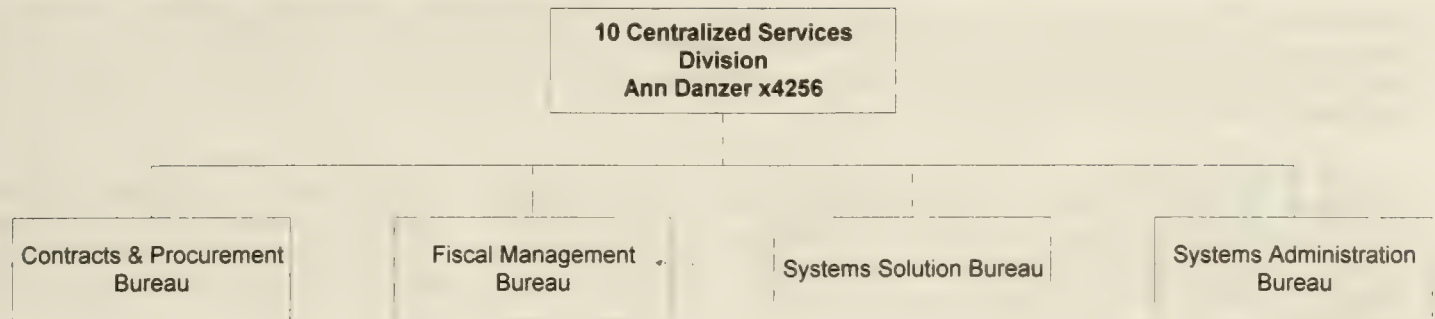 10 Centralized Services
Division
Ann Danzer x4256
Contracts & Procurement
Bureau
Fiscal Management
Bureau
Systems Solution Bureau
Systems Administration
Bureau